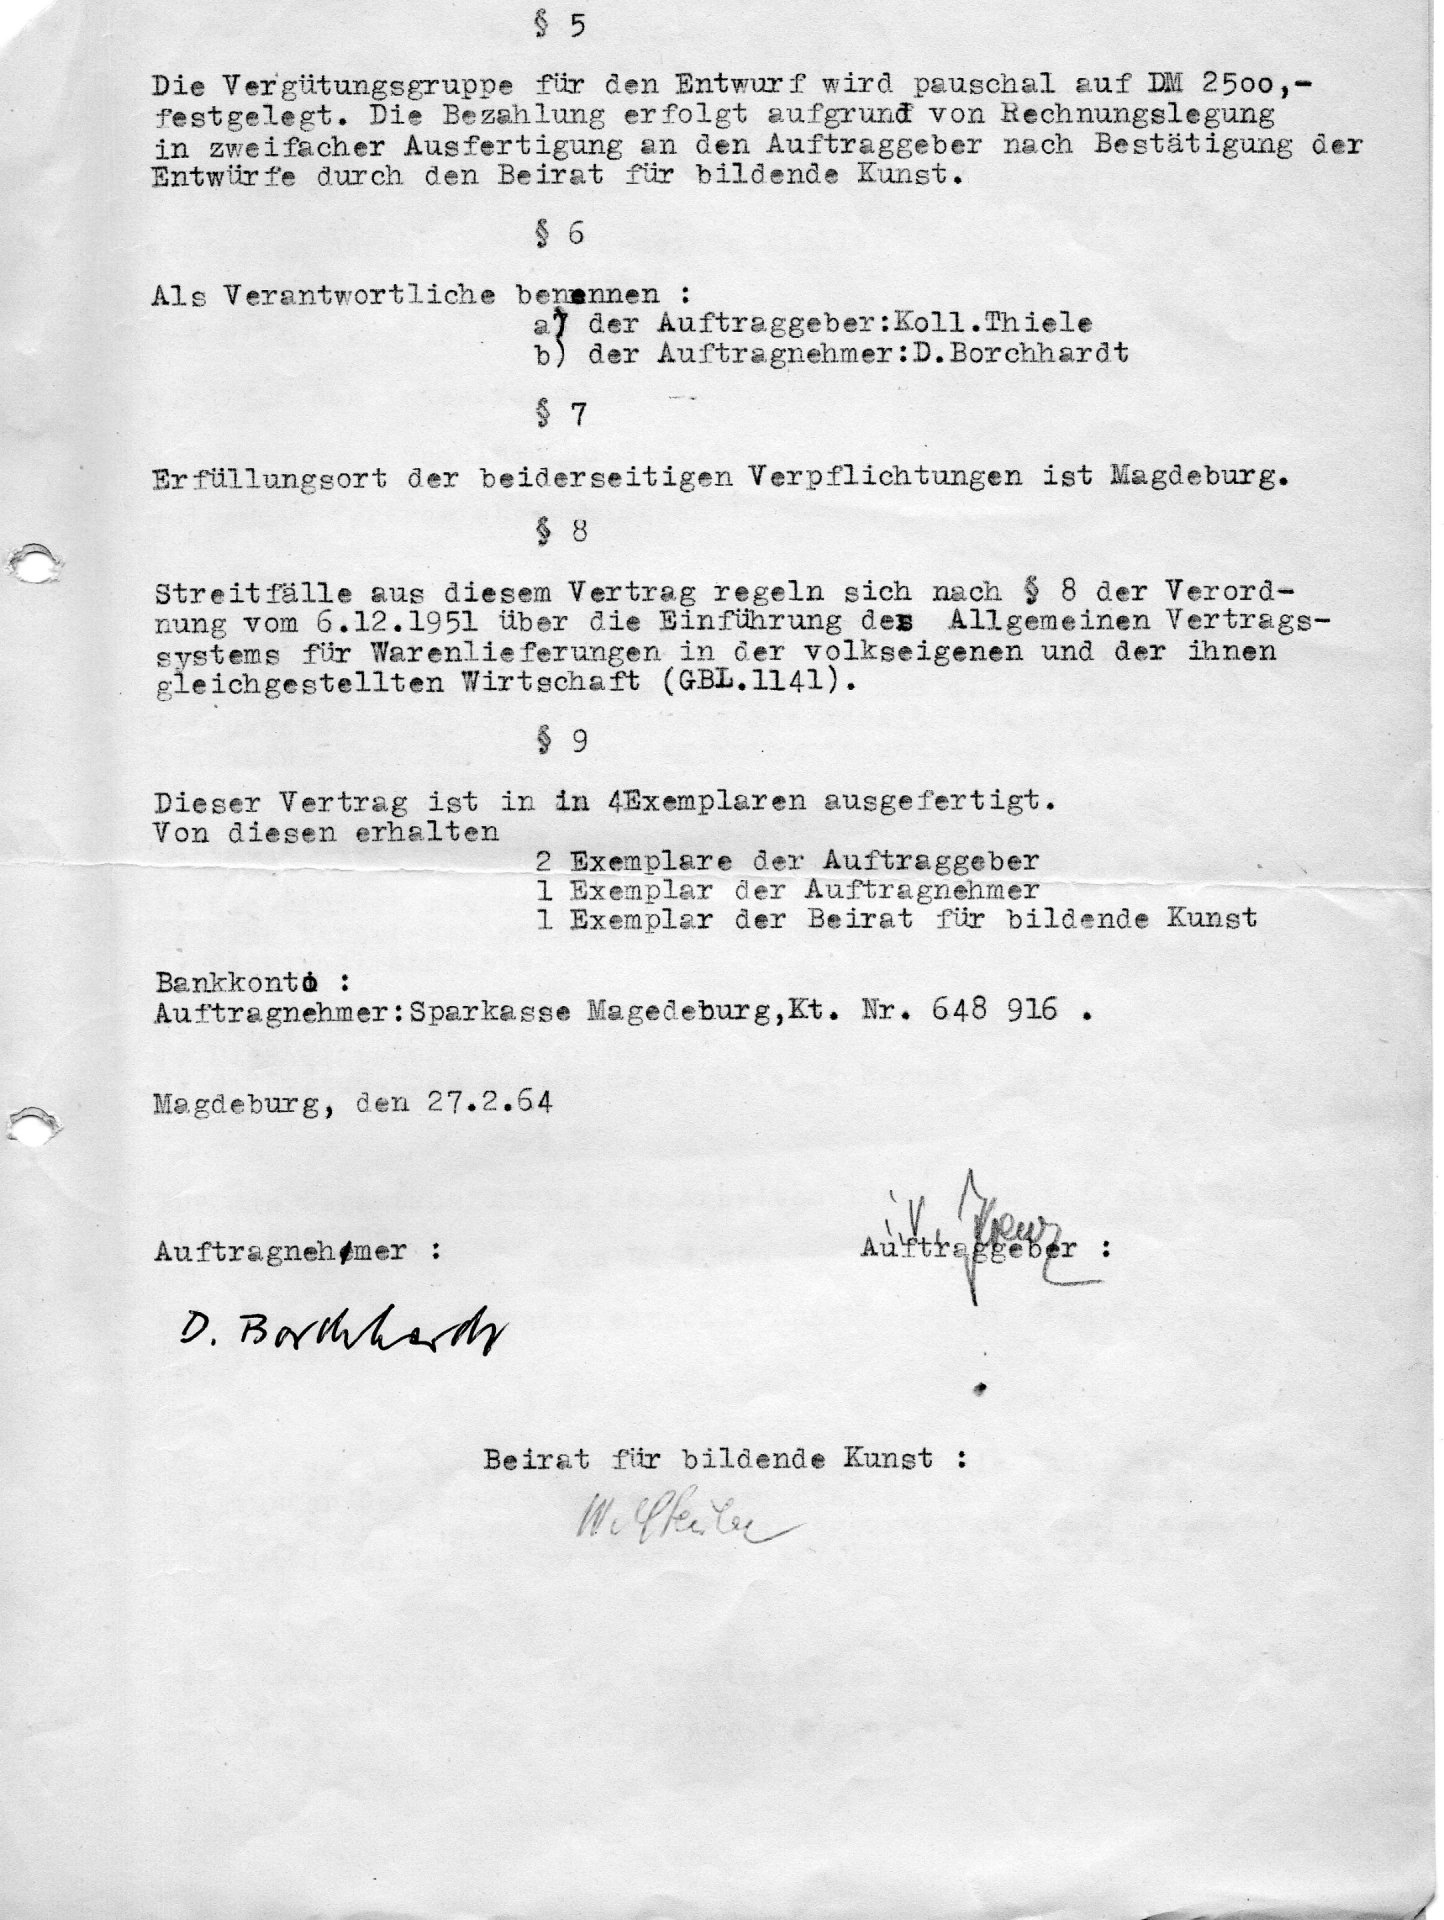 § 5
Die Vergütungsgruppe für den Entwurf wird pauschal auf DM 25oo,-
festgelegt. Die Bezahlung erfolgt aufgrund von Rechnungslegung
in zweifacher Ausfertigung an den Auftraggeber nach Bestätigung der
Entwürfe durch den Beirat für bildende Kunst.
§ 6
Als Verantwortliche benennen :
a) der Auftraggeber:Koll.Thiele
b) der Auftragnehmer:D.Borchhardt
§ 7
Erfüllungsort der beiderseitigen Verpflichtungen ist Magdeburg.
§ 8
Streitfälle aus diesem Vertrag regeln sich nach § 8 der Verord-
nung vom 6.12.1951 über die Einführung des Allgemeinen Vertrags-
systems für Warenlieferungen in der volkseigenen und der ihnen
gleichgestellten Wirtschaft (GBL.1141).
§ 9
Dieser Vertrag ist in in 4Exemplaren ausgefertigt.
Von diesen erhalten
2 Exemplare der Auftraggeber
1 Exemplar der Auftragnehmer
1 Exemplar der Beirat für bildende Kunst
Bankkonto :
Auftragnehmer:Sparkasse Magedeburg,Kt. Nr. 648 916 .
Magdeburg, den 27.2.64
Auftragnehmer :
Auftraggeber :
D. Borchhardt
Beirat für bildende Kunst :